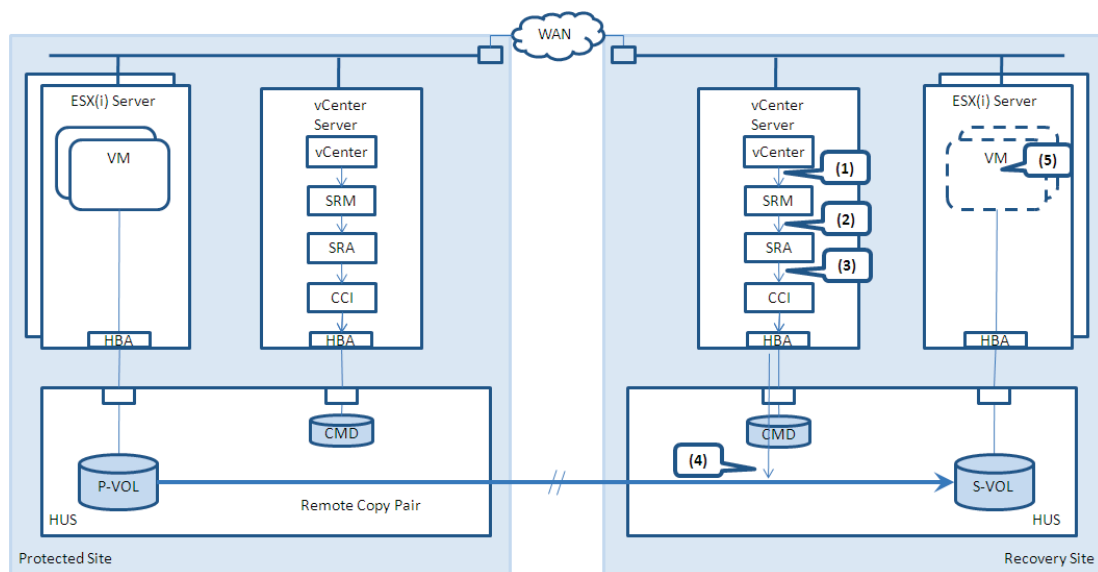 WAN
ESX(i) Server
VM
HBA
vCenter
Server
vCenter
SRM
SRA
CCI
HBA
CMD
P-VOL
Remote Copy Pair
HUS
Protected Site
vCenter
Server
vCenter
(1)
SRM
(2)
SRA
(3)
CCI
HBA
ESX(i) Server
VM
(5)
HBA
CMD
(4)
S-VOL
HUS
Recovery Site